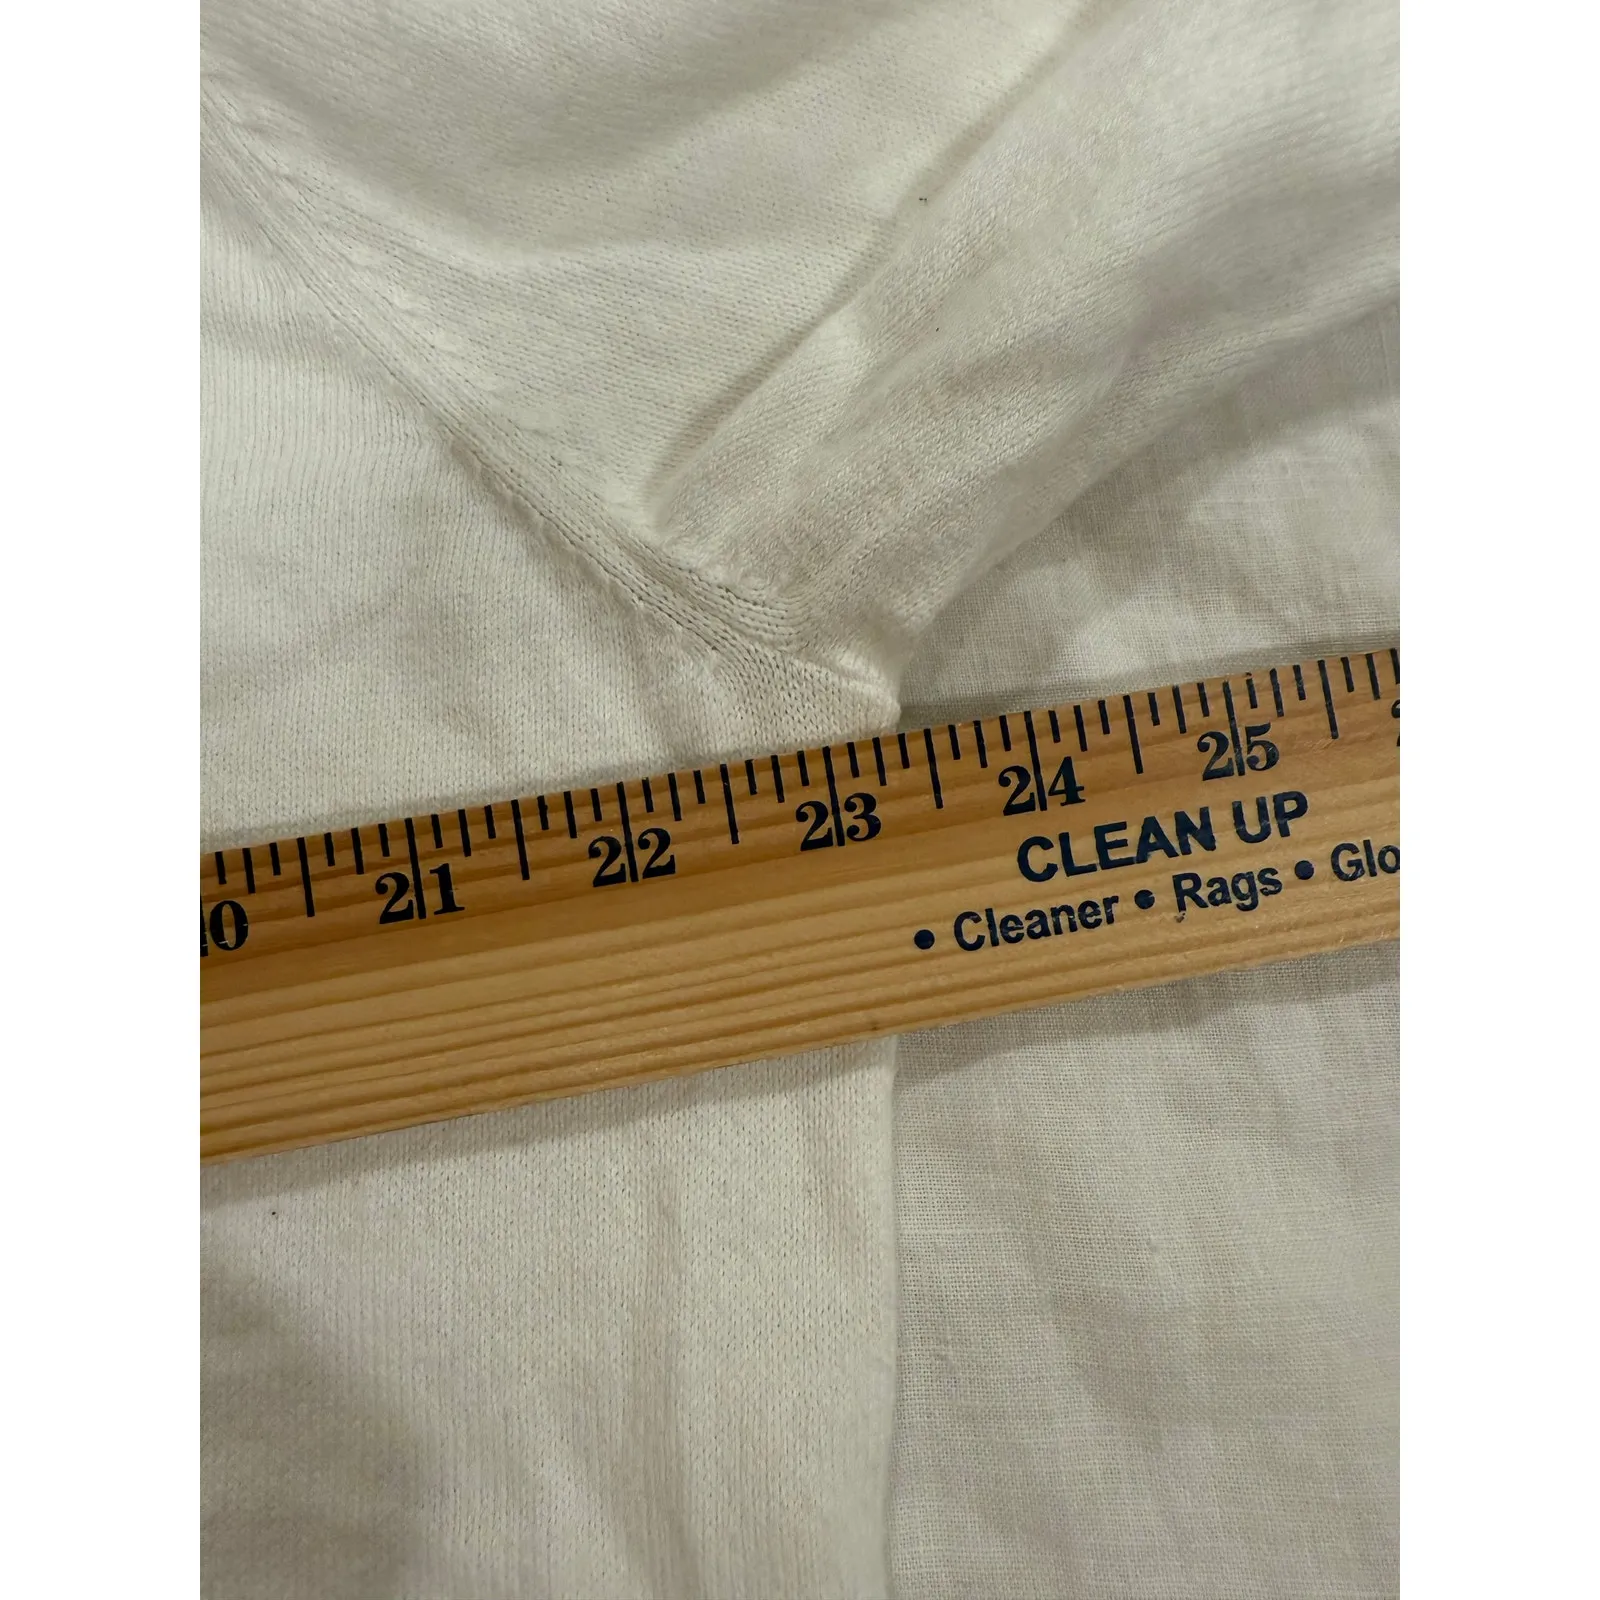 21 22 23 24 25
CLEAN UP
• Cleaner • Rags •